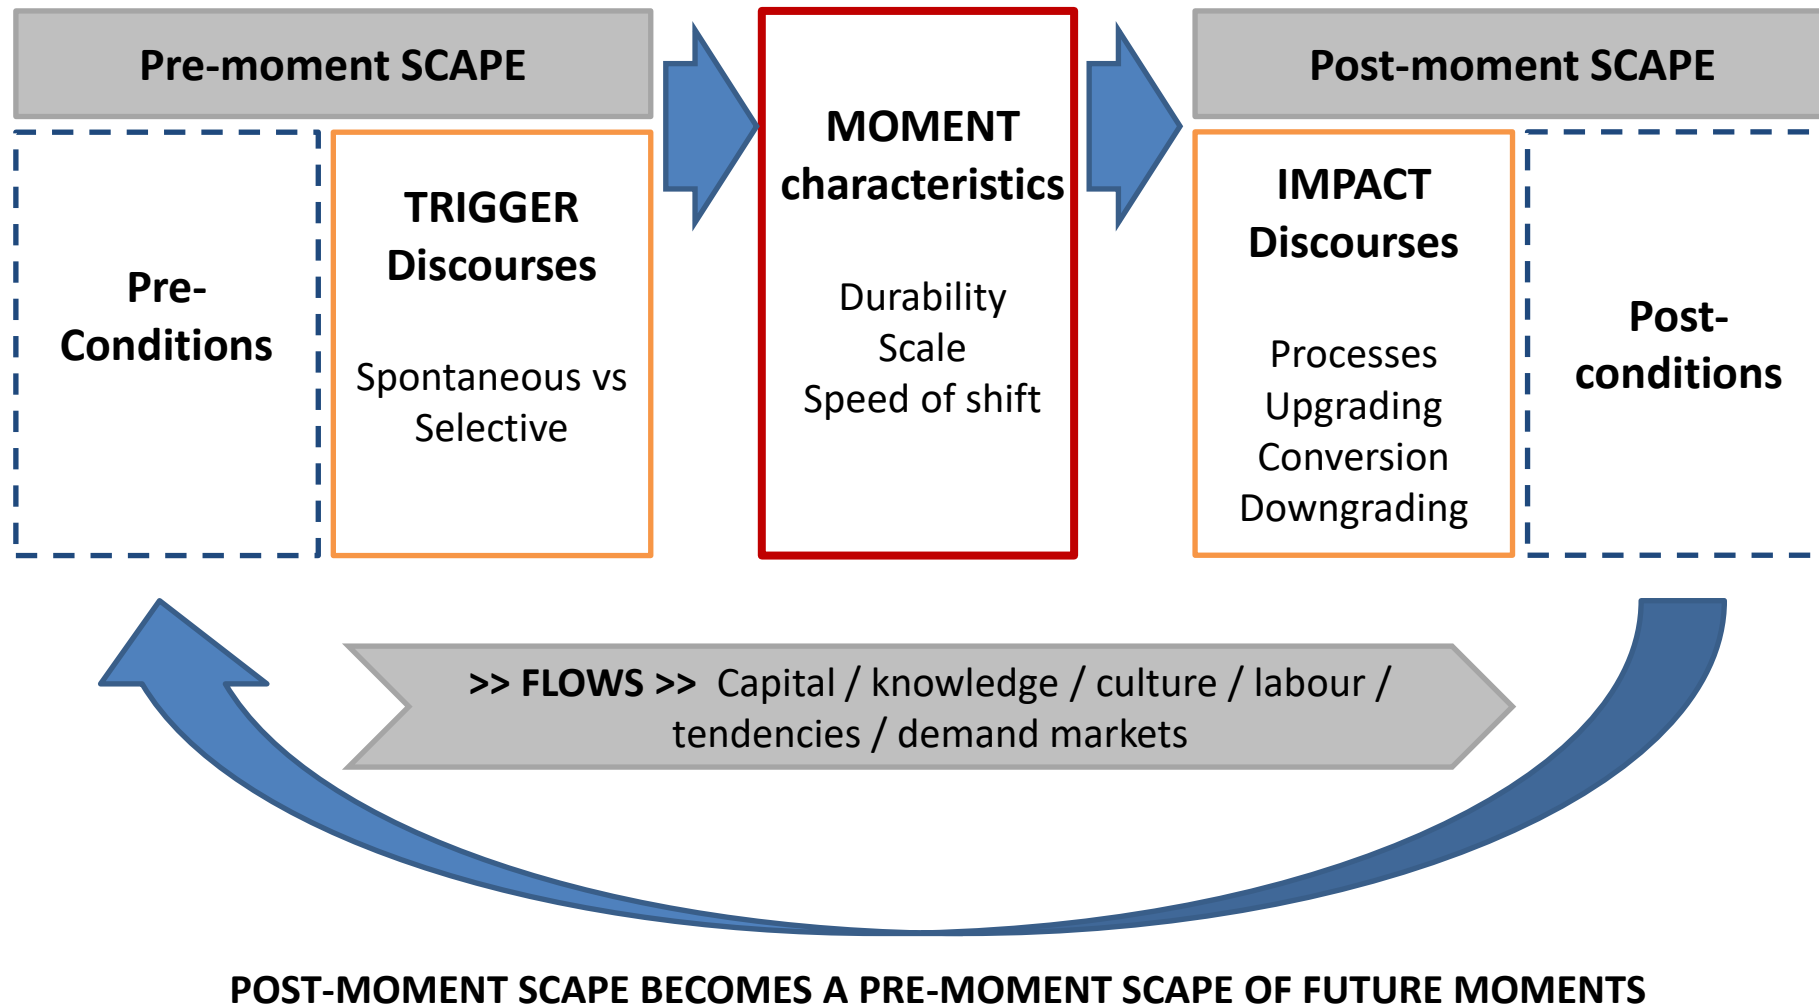 Pre-moment SCAPE
Pre-
Conditions
TRIGGER
Discourses
Spontaneous vs
Selective
MOMENT
characteristics
Durability
Scale
Speed of shift
Post-moment SCAPE
IMPACT
Discourses
Processes
Upgrading
Conversion
Downgrading
Post-
conditions
>> FLOWS >> Capital / knowledge / culture / labour /
tendencies / demand markets
POST-MOMENT SCAPE BECOMES A PRE-MOMENT SCAPE OF FUTURE MOMENTS